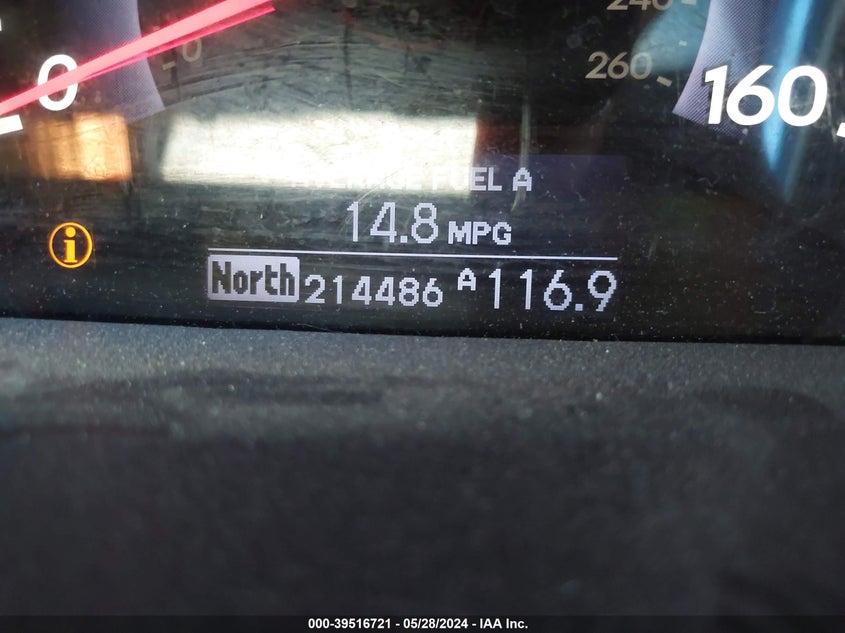 240
260
0
0
160
FUEL A
14.8 MPG
North 214486 A 116.9
000-39516721 - 05/28/2024 - IAA Inc.